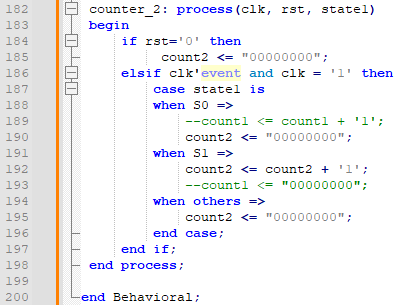 182 counter_2: process(clk, rst, state1)
183 begin
184 if rst='0' then
185 count2 <= "00000000";
186 elsif clk'event and clk = '1' then
187 case state1 is
188 when S0 =>
189 --count1 <= count1 + '1';
190 count2 <= "00000000";
191 when S1 =>
192 count2 <= count2 + '1';
193 --count1 <= "00000000";
194 when others =>
195 count2 <= "00000000";
196 end case;
197 end if;
198 end process;
199
200 end Behavioral;